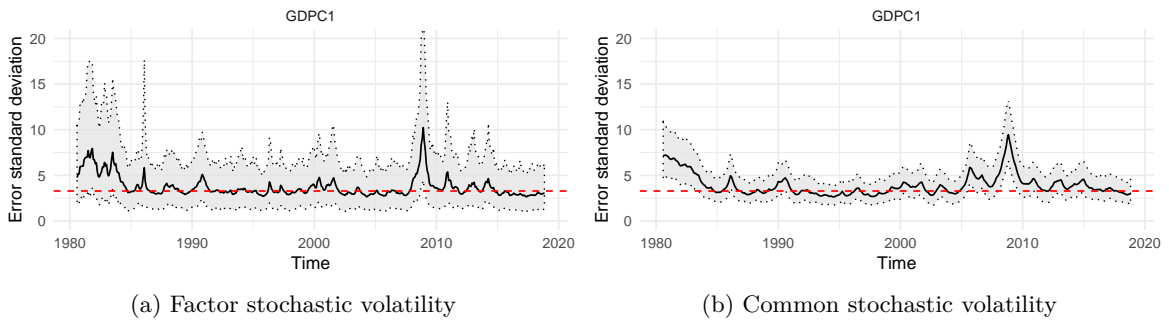 GDPC1
Error standard deviation
20
15
10
5
0
1980 1990 2000 2010 2020
Time
(a) Factor stochastic volatility
GDPC1
Error standard deviation
20
15
10
5
0
1980 1990 2000 2010 2020
Time
(b) Common stochastic volatility